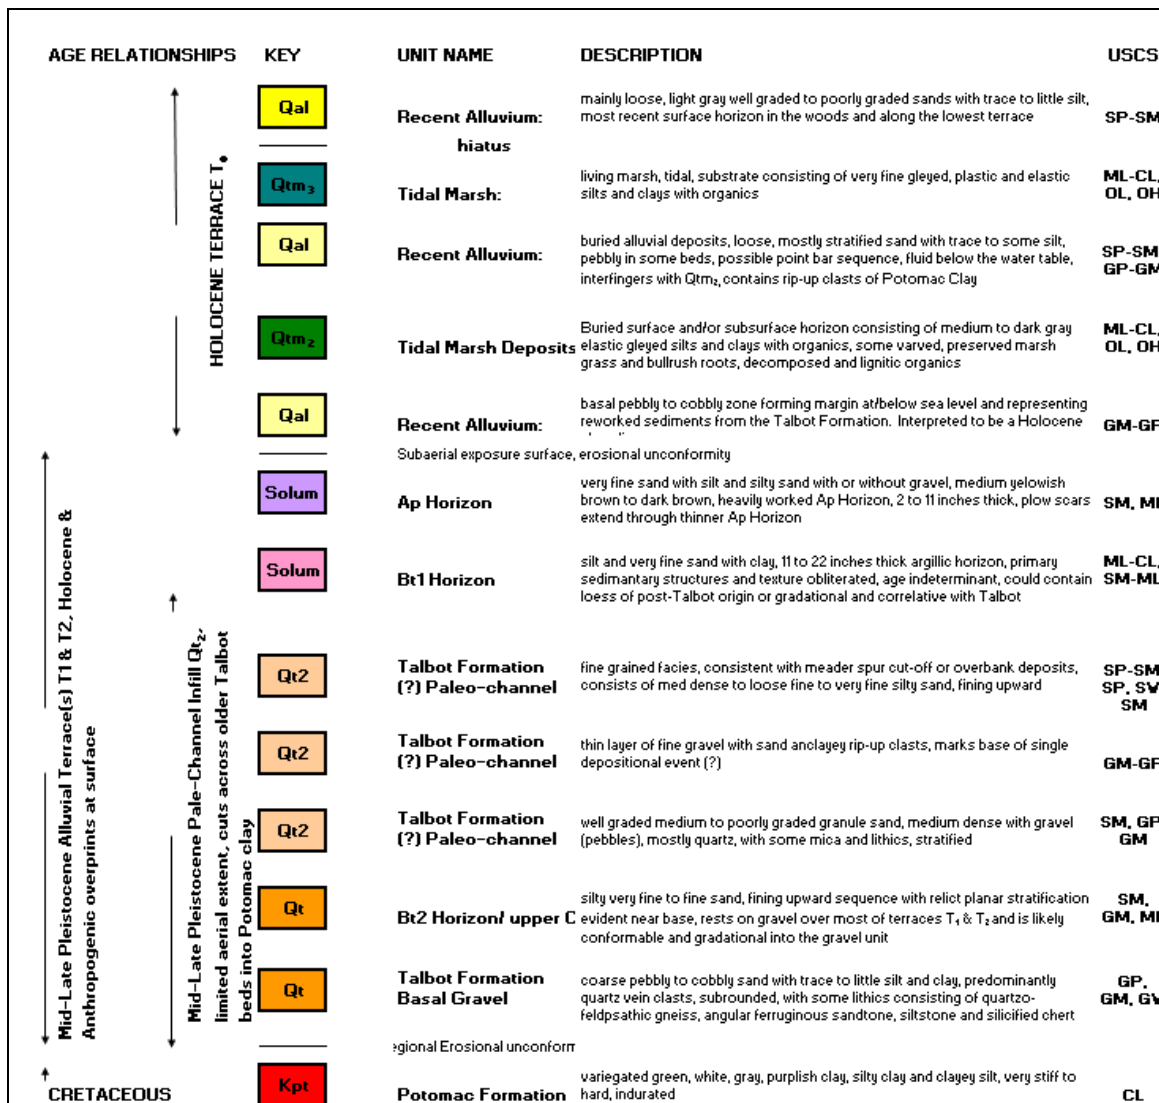 AGE RELATIONSHIPS KEY UNIT NAME DESCRIPTION USCS
Qal
Recent Alluvium:
mainly loose, light gray well graded to poorly graded sands with trace to little silt,
most recent surface horizon in the woods and along the lowest terrace
SP-SM
hiatus
Qtm3
Tidal Marsh:
living marsh, tidal, substrate consisting of very fine gleyed, plastic and elastic
silts and clays with organics
ML-CL,
OL, OH
Qal
Recent Alluvium:
buried alluvial deposits, loose, mostly stratified sand with trace to some silt,
pebbly in some beds, possible point bar sequence, fluid below the water table,
interfingers with Qtm2, contains rip-up clasts of Potomac Clay
SP-SM
GP-GM
Qtm2
Tidal Marsh Deposits
Buried surface and/or subsurface horizon consisting of medium to dark gray
elastic gleyed silts and clays with organics, some varved, preserved marsh
grass and bullrush roots, decomposed and lignitic organics
ML-CL,
OL, OH
Qal
Recent Alluvium:
basal pebbly to cobbly zone forming margin at/below sea level and representing
reworked sediments from the Talbot Formation. Interpreted to be a Holocene
GM-GP
HOLOCENE TERRACE T0
Subaerial exposure surface, erosional unconformity
Solum
Ap Horizon
very fine sand with silt and silty sand with or without gravel, medium yelowish
brown to dark brown, heavily worked Ap Horizon, 2 to 11 inches thick, plow scars
extend through thinner Ap Horizon
SM, ML
Solum
Bt1 Horizon
silt and very fine sand with clay, 11 to 22 inches thick argillic horizon, primary
sedimantary structures and texture obliterated, age indeterminant, could contain
loess of post-Talbot origin or gradational and correlative with Talbot
ML-CL,
SM-ML
Qt2
Talbot Formation
(?) Paleo-channel
fine grained facies, consistent with meader spur cut-off or overbank deposits,
consists of med dense to loose fine to very fine silty sand, fining upward
SP-SM
SP, SW
SM
Qt2
Talbot Formation
(?) Paleo-channel
thin layer of fine gravel with sand anclayey rip-up clasts, marks base of single
depositional event (?)
GM-GP
Qt2
Talbot Formation
(?) Paleo-channel
well graded medium to poorly graded granule sand, medium dense with gravel
(pebbles), mostly quartz, with some mica and lithics, stratified
SM, GP
GM
Qt
Bt2 Horizon/ upper C
silty very fine to fine sand, fining upward sequence with relict planar stratification
evident near base, rests on gravel over most of terraces T1 & T2 and is likely
conformable and gradational into the gravel unit
SM,
GM, ML
Qt
Talbot Formation
Basal Gravel
coarse pebbly to cobbly sand with trace to little silt and clay, predominantly
quartz vein clasts, subrounded, with some lithics consisting of quartzo-
feldpsathic gneiss, angular ferruginous sandtone, siltstone and silicified chert
GP,
GM, GW
Mid-Late Pleistocene Alluvial Terrace(s) T1 & T2, Holocene &
Anthropogenic overprints at surface
Mid-Late Pleistocene Pale-Channel Infill Qt2,
limited aerial extent, cuts across older Talbot
beds into Potomac clay
egional Erosional unconform
CRETACEOUS
Kpt
Potomac Formation
variegated green, white, gray, purplish clay, silty clay and clayey silt, very stiff to
hard, indurated
CL